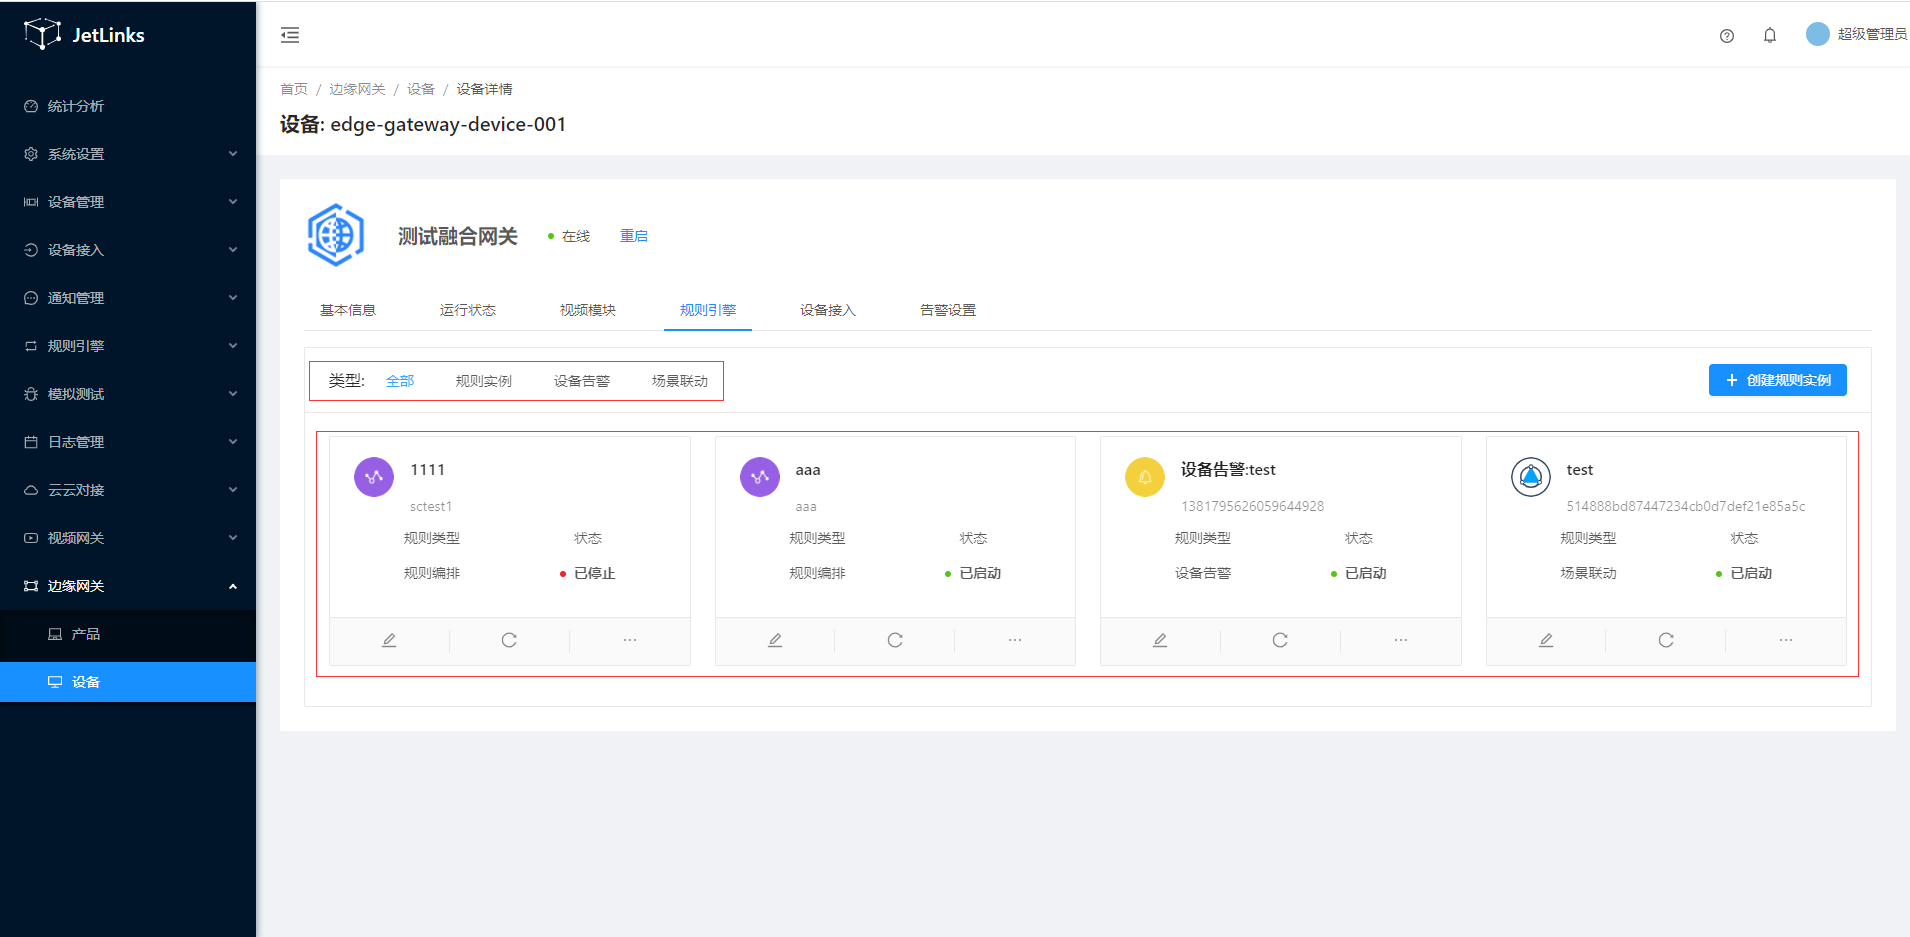 JetLinks
统计分析
系统设置
设备管理
设备接入
通知管理
规则引擎
模拟测试
日志管理
云云对接
视频网关
边缘网关
产品
设备
超级管理员
首页 / 边缘网关 / 设备 / 设备详情
设备: edge-gateway-device-001
测试融合网关 在线 重启
基本信息 运行状态 视频模块 规则引擎 设备接入 告警设置
类型: 全部 规则实例 设备告警 场景联动
+ 创建规则实例
1111
sctest1
规则类型 状态
规则编排 已停止
aaa
aaa
规则类型 状态
规则编排 已启动
设备告警:test
1381795626059644928
规则类型 状态
设备告警 已启动
test
514888bd87447234cb0d7def21e85a5c
规则类型 状态
场景联动 已启动